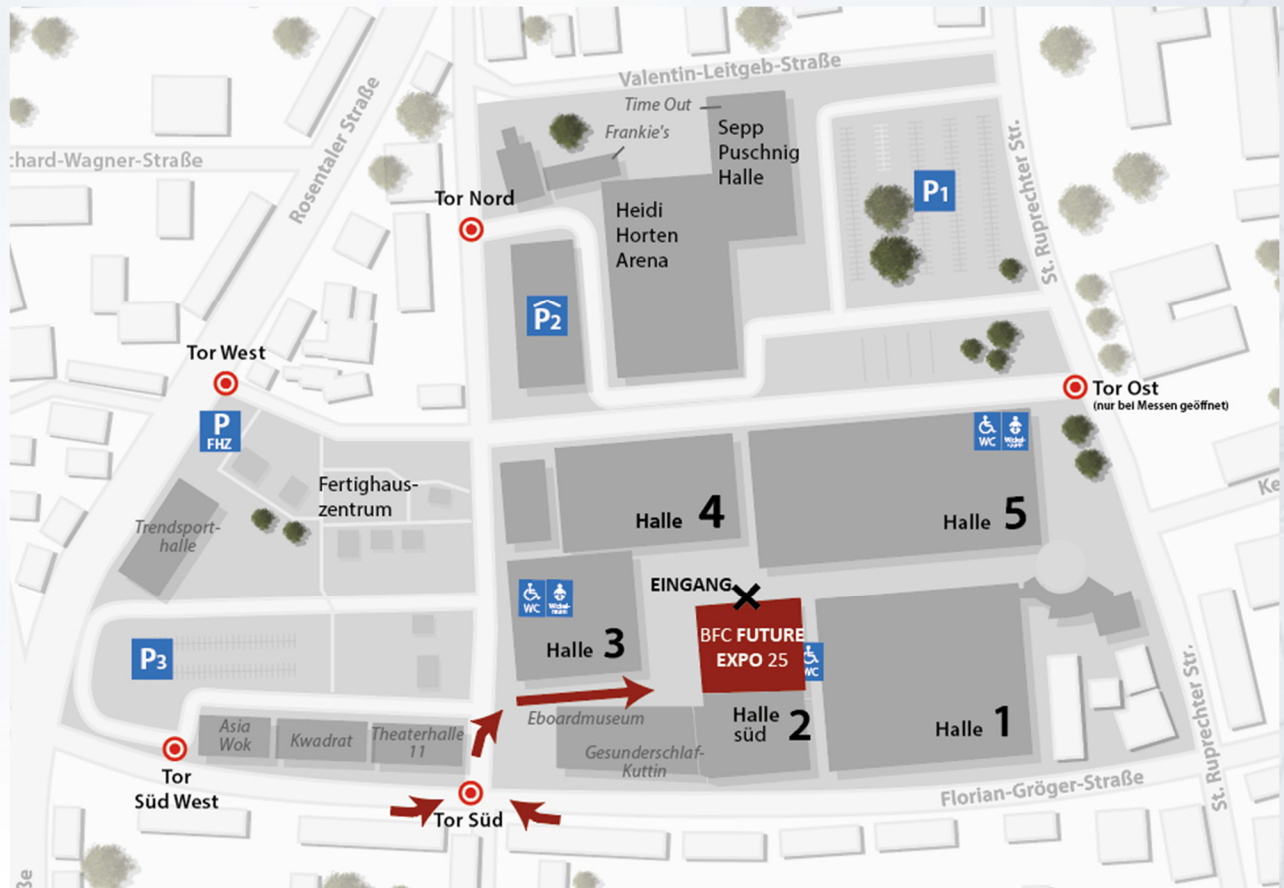 Valentin-Leitgeb-Straße
Time Out
Frankie's
Sepp
Puschnig
Halle
Rosentaler Straße
chard-Wagner-Straße
St. Ruprechter Str.
P1
Tor Nord
Heidi
Horten
Arena
P2
Tor West
P
FHZ
Tor Ost
(nur bei Messen geöffnet)
WC
Fertighaus-
zentrum
Trendsport-
halle
Halle 4
Halle 5
Ke
EINGANG
WC
Halle 3
BFC FUTURE
EXPO 25
WC
P3
Eboardmuseum
Asia
Wok
Kwadrat
Theaterhalle
11
Gesunderschlaf-
Kuttin
Halle
süd 2
Halle 1
St. Ruprechter Str.
Tor
Süd West
Tor Süd
Florian-Gröger-Straße
ße